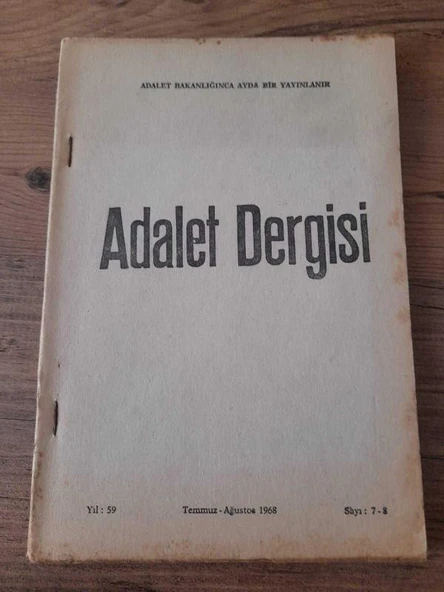 ADALET BAKANLIĞINCA AYDA BİR YAYINLANIR
Adalet Dergisi
Yıl : 59 Temmuz - Ağustos 1968 Sayı : 7 - 8